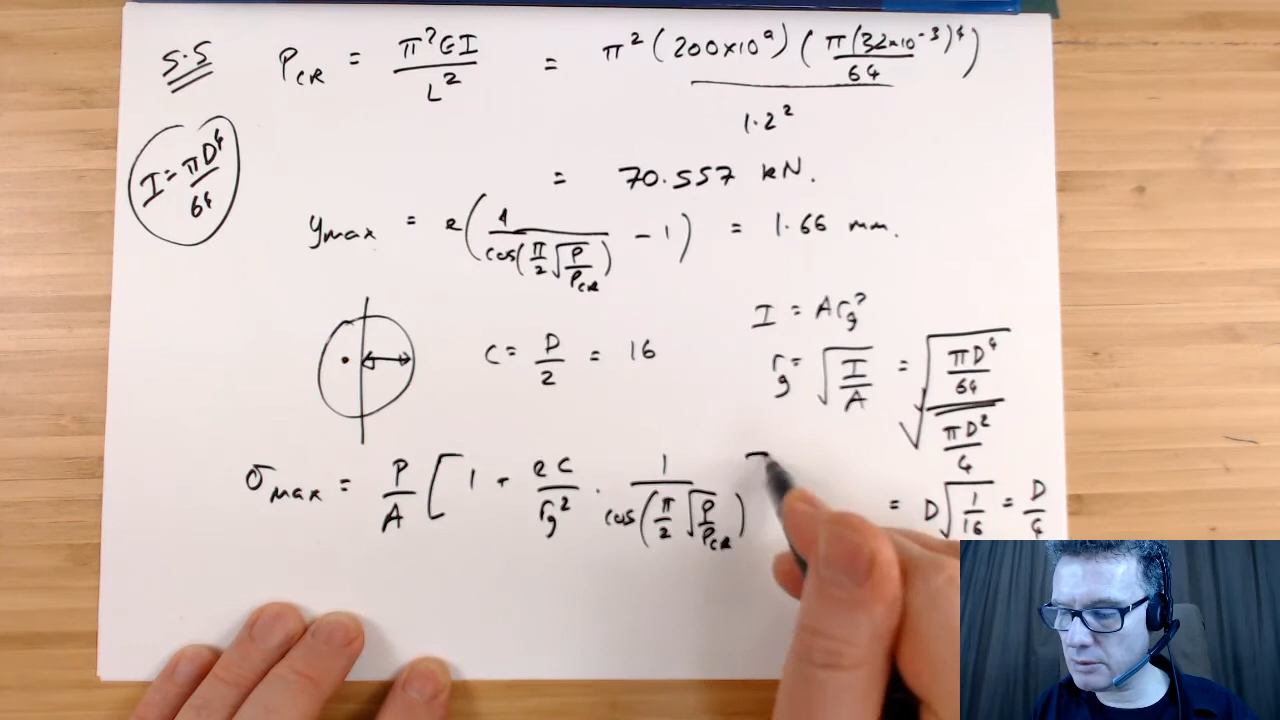 S.S P_CR = π²EI / L² = π² (200×10⁹) (π(32×10⁻³)⁴ / 64) / 1.2²
I = πD⁴ / 64
= 70.557 kN.
y_max = e( 1 / cos(π/2 √(P/P_CR)) − 1 ) = 1.66 mm.
I = A r_g²
C = D/2 = 16
r_g = √(I/A) = √( (πD⁴/64) / (πD²/4) )
= D√(1/16) = D/4
σ_max = P/A [ 1 + eC / r_g² · 1 / cos(π/2 √(P/P_CR))